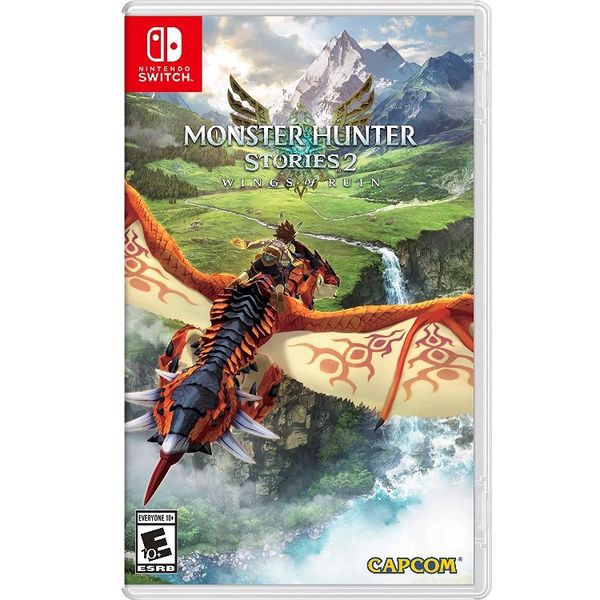 NINTENDO
SWITCH
MONSTER HUNTER
STORIES 2
WINGS of RUIN
EVERYONE 10+
E
10+
ESRB
CAPCOM